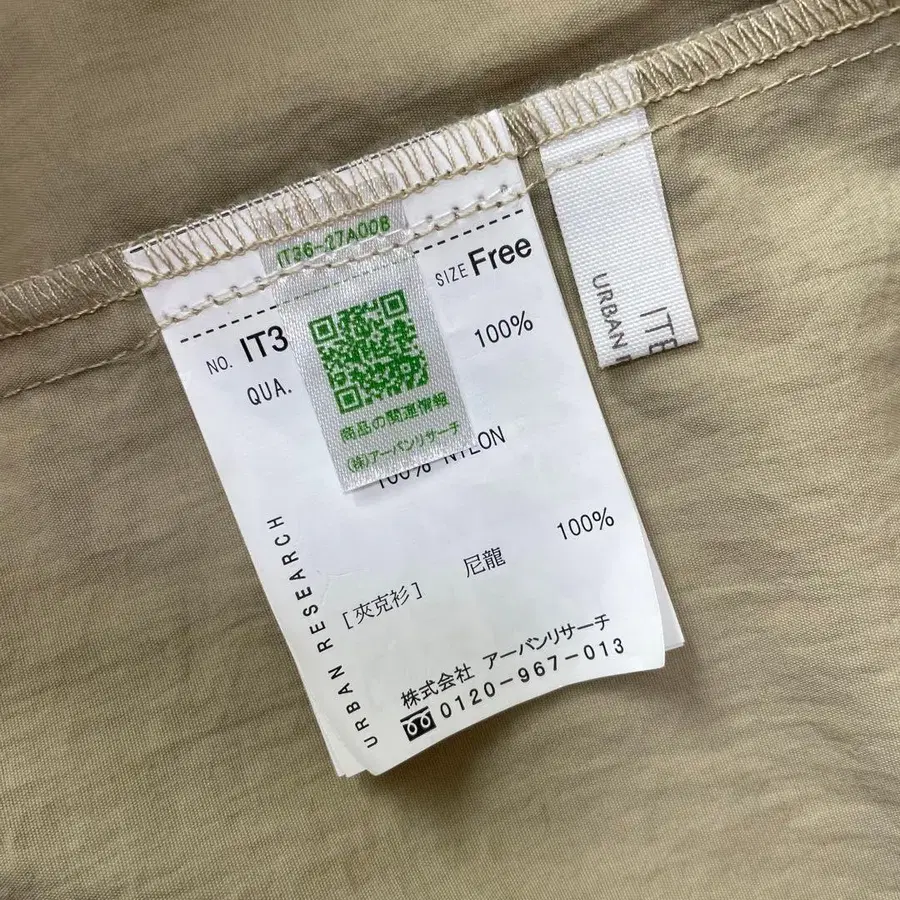 IT36-27A00B
NO. IT3
SIZE Free
QUA.
100%
商品の関連情報
(株)アーバンリサーチ
100% NYLON
尼龍 100%
[夾克衫]
URBAN RESEARCH
株式会社 アーバンリサーチ
0120-967-013
URBAN
ITE